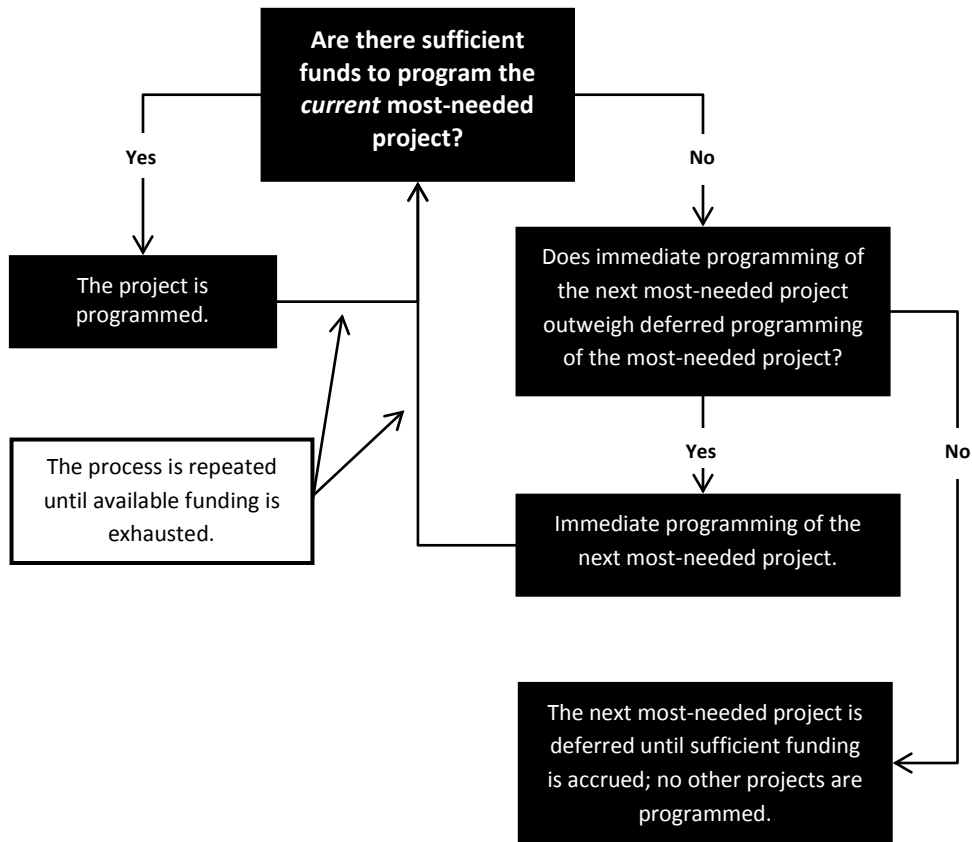 Are there sufficient
funds to program the
current most-needed
project?
Yes
No
The project is
programmed.
Does immediate programming of
the next most-needed project
outweigh deferred programming
of the most-needed project?
The process is repeated
until available funding is
exhausted.
Yes
No
Immediate programming of the
next most-needed project.
The next most-needed project is
deferred until sufficient funding
is accrued; no other projects are
programmed.